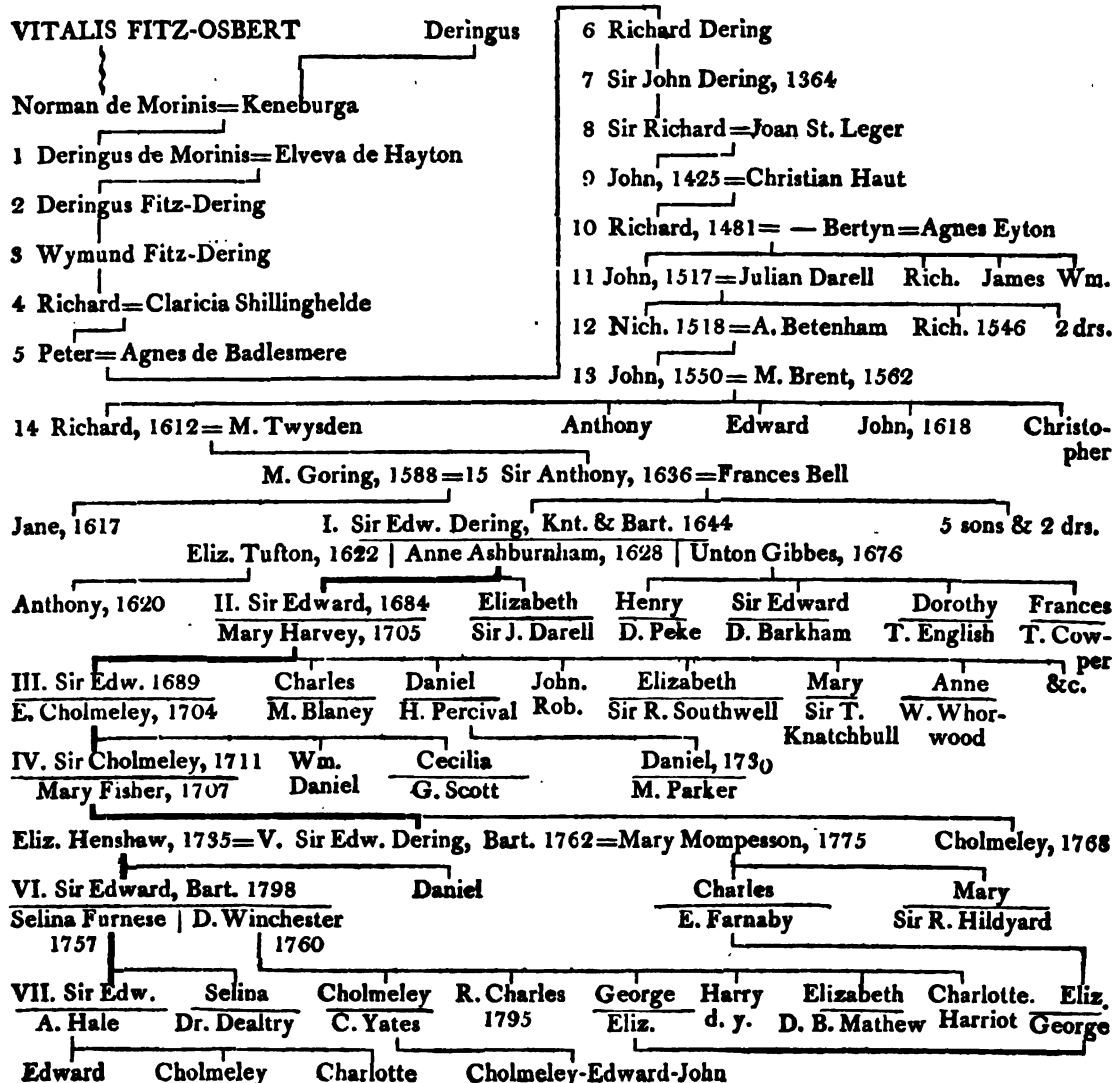 VITALIS FITZ-OSBERT Deringus
Norman de Morinis=Keneburga
1 Deringus de Morinis=Elveva de Hayton
2 Deringus Fitz-Dering
3 Wymund Fitz-Dering
4 Richard=Claricia Shillinghelde
5 Peter=Agnes de Badlesmere
6 Richard Dering
7 Sir John Dering, 1364
8 Sir Richard=Joan St. Leger
9 John, 1425=Christian Haut
10 Richard, 1481= — Bertyn=Agnes Eyton
11 John, 1517=Julian Darell Rich. James Wm.
12 Nich. 1518=A. Betenham Rich. 1546 2 drs.
13 John, 1550=M. Brent, 1562
14 Richard, 1612=M. Twysden Anthony Edward John, 1618 Christo-
pher
M. Goring, 1588=15 Sir Anthony, 1636=Frances Bell
Jane, 1617 I. Sir Edw. Dering, Knt. & Bart. 1644 5 sons & 2 drs.
Eliz. Tufton, 1622 | Anne Ashburnham, 1628 | Unton Gibbes, 1676
Anthony, 1620 II. Sir Edward, 1684 Elizabeth Henry Sir Edward Dorothy Frances
Mary Harvey, 1705 Sir J. Darell D. Peke D. Barkham T. English T. Cow-
per
III. Sir Edw. 1689 Charles Daniel John. Elizabeth Mary Anne &c.
E. Cholmeley, 1704 M. Blaney H. Percival Rob. Sir R. Southwell Sir T. W. Whor-
Knatchbull wood
IV. Sir Cholmeley, 1711 Wm. Cecilia Daniel, 1730
Mary Fisher, 1707 Daniel G. Scott M. Parker
Eliz. Henshaw, 1735=V. Sir Edw. Dering, Bart. 1762=Mary Mompesson, 1775 Cholmeley, 1768
VI. Sir Edward, Bart. 1798 Daniel Charles Mary
Selina Furnese | D. Winchester E. Farnaby Sir R. Hildyard
1757 1760
VII. Sir Edw. Selina Cholmeley R. Charles George Harry Elizabeth Charlotte. Eliz.
A. Hale Dr. Dealtry C. Yates 1795 Eliz. d. y. D. B. Mathew Harriot George
Edward Cholmeley Charlotte Cholmeley-Edward-John